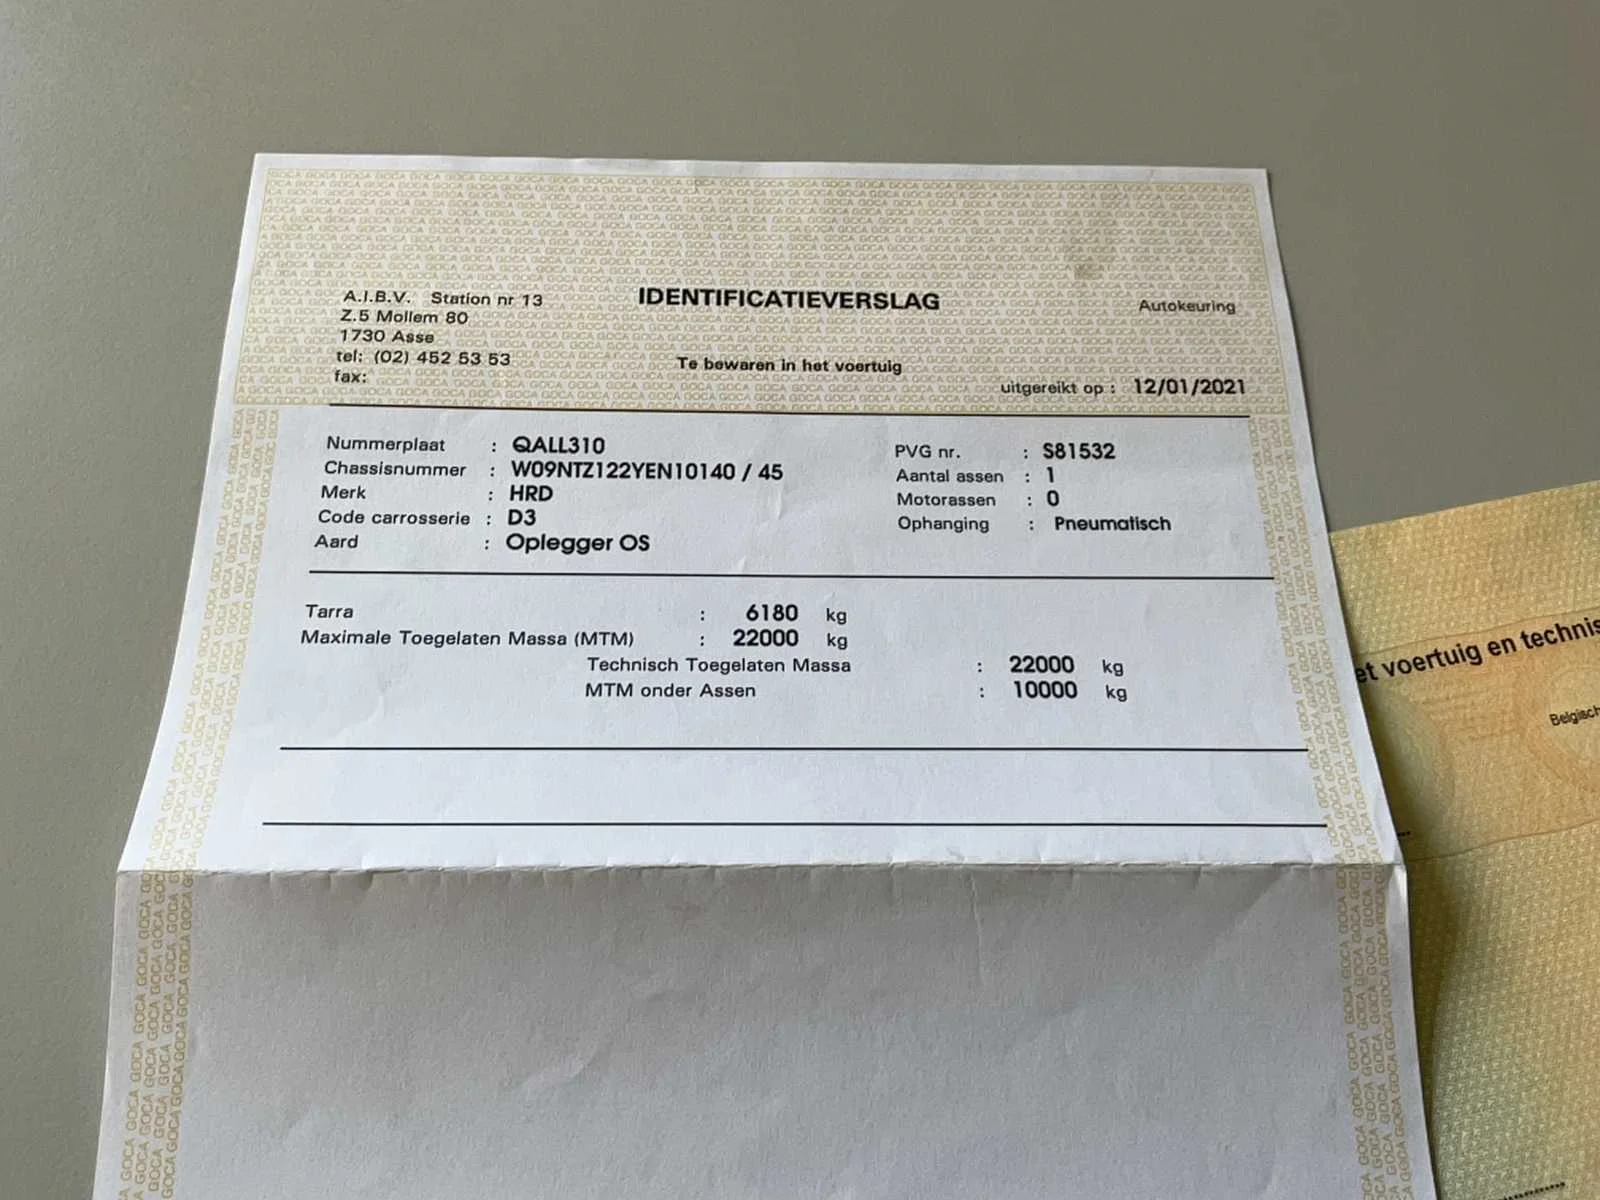 A.I.B.V. Station nr 13
Z.5 Mollem 80
1730 Asse
tel: (02) 452 53 53
fax:
IDENTIFICATIEVERSLAG
Te bewaren in het voertuig
Autokeuring
uitgereikt op : 12/01/2021
Nummerplaat : QALL310
Chassisnummer : W09NTZ122YEN10140 / 45
Merk : HRD
Code carrosserie : D3
Aard : Oplegger OS
PVG nr. : S81532
Aantal assen : 1
Motorassen : 0
Ophanging : Pneumatisch
Tarra : 6180 kg
Maximale Toegelaten Massa (MTM) : 22000 kg
Technisch Toegelaten Massa : 22000 kg
MTM onder Assen : 10000 kg
et voertuig en technis
Belgisch